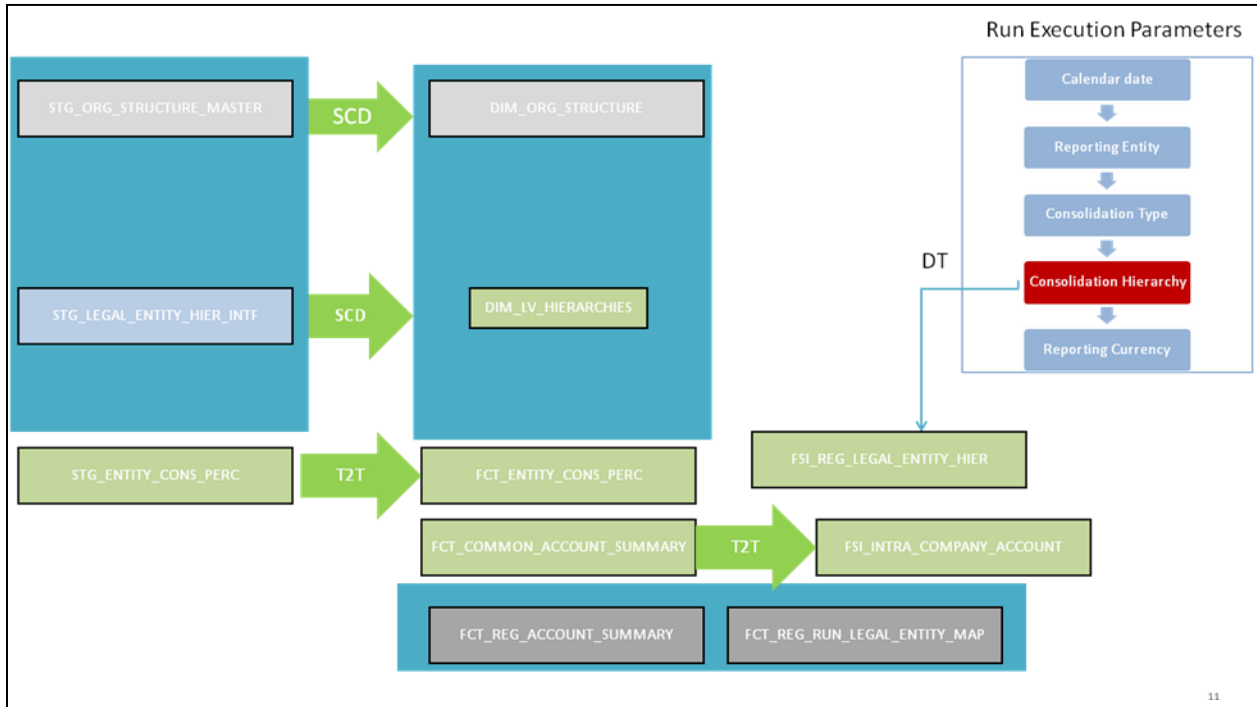 Run Execution Parameters
STG_ORG_STRUCTURE_MASTER
SCD
DIM_ORG_STRUCTURE
Calendar date
Reporting Entity
Consolidation Type
DT
Consolidation Hierarchy
STG_LEGAL_ENTITY_HIER_INTF
SCD
DIM_LV_HIERARCHIES
Reporting Currency
STG_ENTITY_CONS_PERC
T2T
FCT_ENTITY_CONS_PERC
FSI_REG_LEGAL_ENTITY_HIER
FCT_COMMON_ACCOUNT_SUMMARY
T2T
FSI_INTRA_COMPANY_ACCOUNT
FCT_REG_ACCOUNT_SUMMARY
FCT_REG_RUN_LEGAL_ENTITY_MAP
11